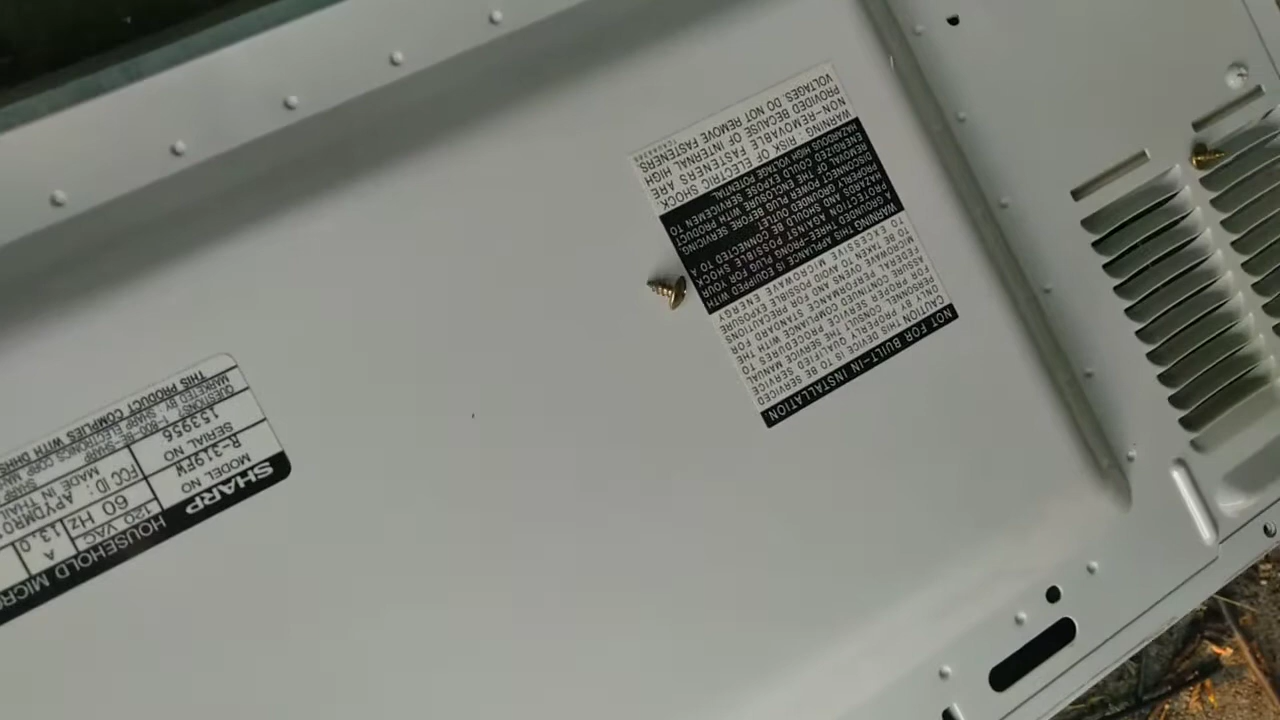 NOT FOR BUILT-IN INSTALLATION.
CAUTION THIS DEVICE IS TO BE SERVICED
ONLY BY PROPERLY QUALIFIED SERVICE
PERSONNEL CONSULT THE SERVICE MANUAL
FOR PROPER SERVICE PROCEDURES TO
ASSURE CONTINUED COMPLIANCE WITH THE
FEDERAL PERFORMANCE STANDARD FOR
MICROWAVE OVENS PRECAUTIONS
TO BE TAKEN TO AVOID POSSIBLE EXPOSURE
TO EXCESSIVE MICROWAVE ENERGY
WARNING THIS APPLIANCE IS EQUIPPED WITH
A GROUNDED THREE-PRONG PLUG FOR YOUR
PROTECTION AGAINST POSSIBLE SHOCK
HAZARDS AND SHOULD BE CONNECTED TO A
PROPERLY GROUNDED OUTLET
DISCONNECT POWER PLUG BEFORE SERVICING
REMOVAL OF THE ENCLOSURE WITH PRODUCT
ENERGIZED COULD EXPOSE SERVICEMEN TO
HAZARDOUS HIGH VOLTAGE POTENTIAL
WARNING : RISK OF ELECTRIC SHOCK.
NON-REMOVABLE FASTENERS ARE
PROVIDED BECAUSE OF INTERNAL HIGH
VOLTAGES. DO NOT REMOVE FASTENERS
SHARP HOUSEHOLD MICRO
MODEL NO
R-319FW
120 VAC
60 Hz
13.0 A
SERIAL NO
153956
FCC ID: APYDMR01
MADE IN THAI
QUESTIONS? 1-800-BE-SHARP
MARKETED BY: SHARP ELECTRONICS CORP. MAH
THIS PRODUCT COMPLIES WITH DHHS